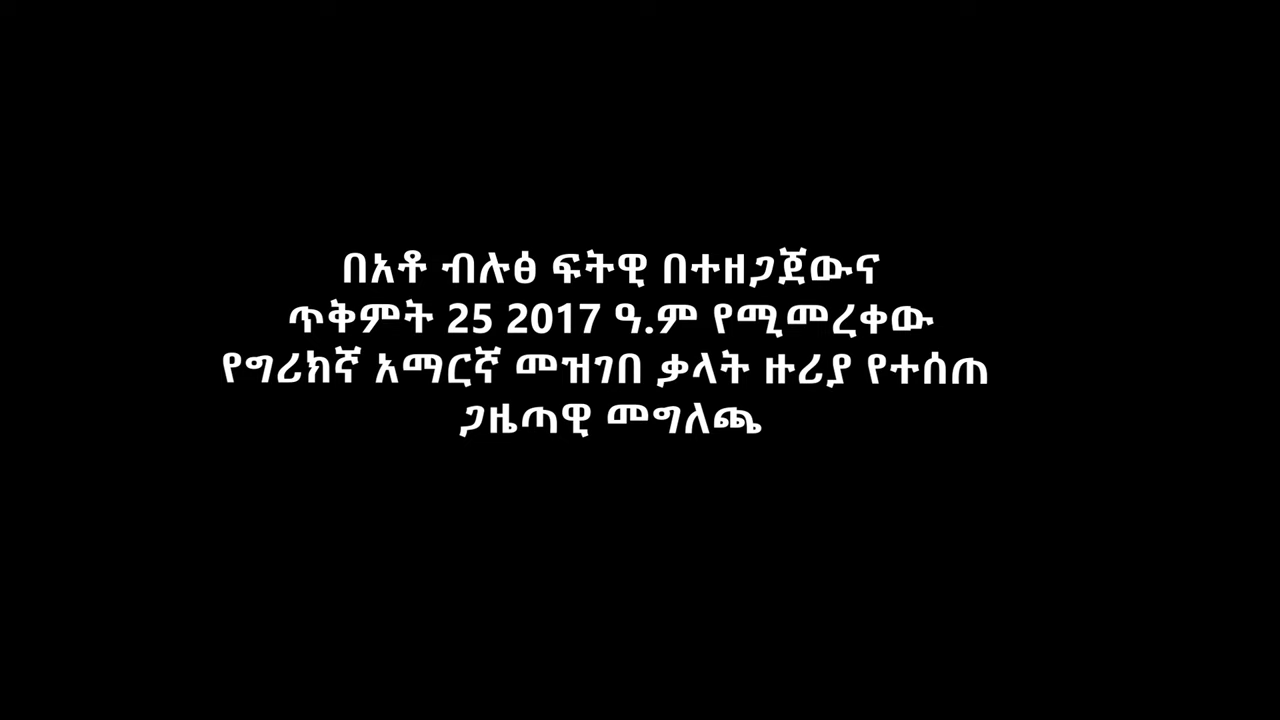 በአቶ ብሉፅ ፍትዊ በተዘጋጀውና
ጥቅምት 25 2017 ዓ.ም የሚመረቀው
የግሪክኛ አማርኛ መዝገበ ቃላት ዙሪያ የተሰጠ
ጋዜጣዊ መግለጫ